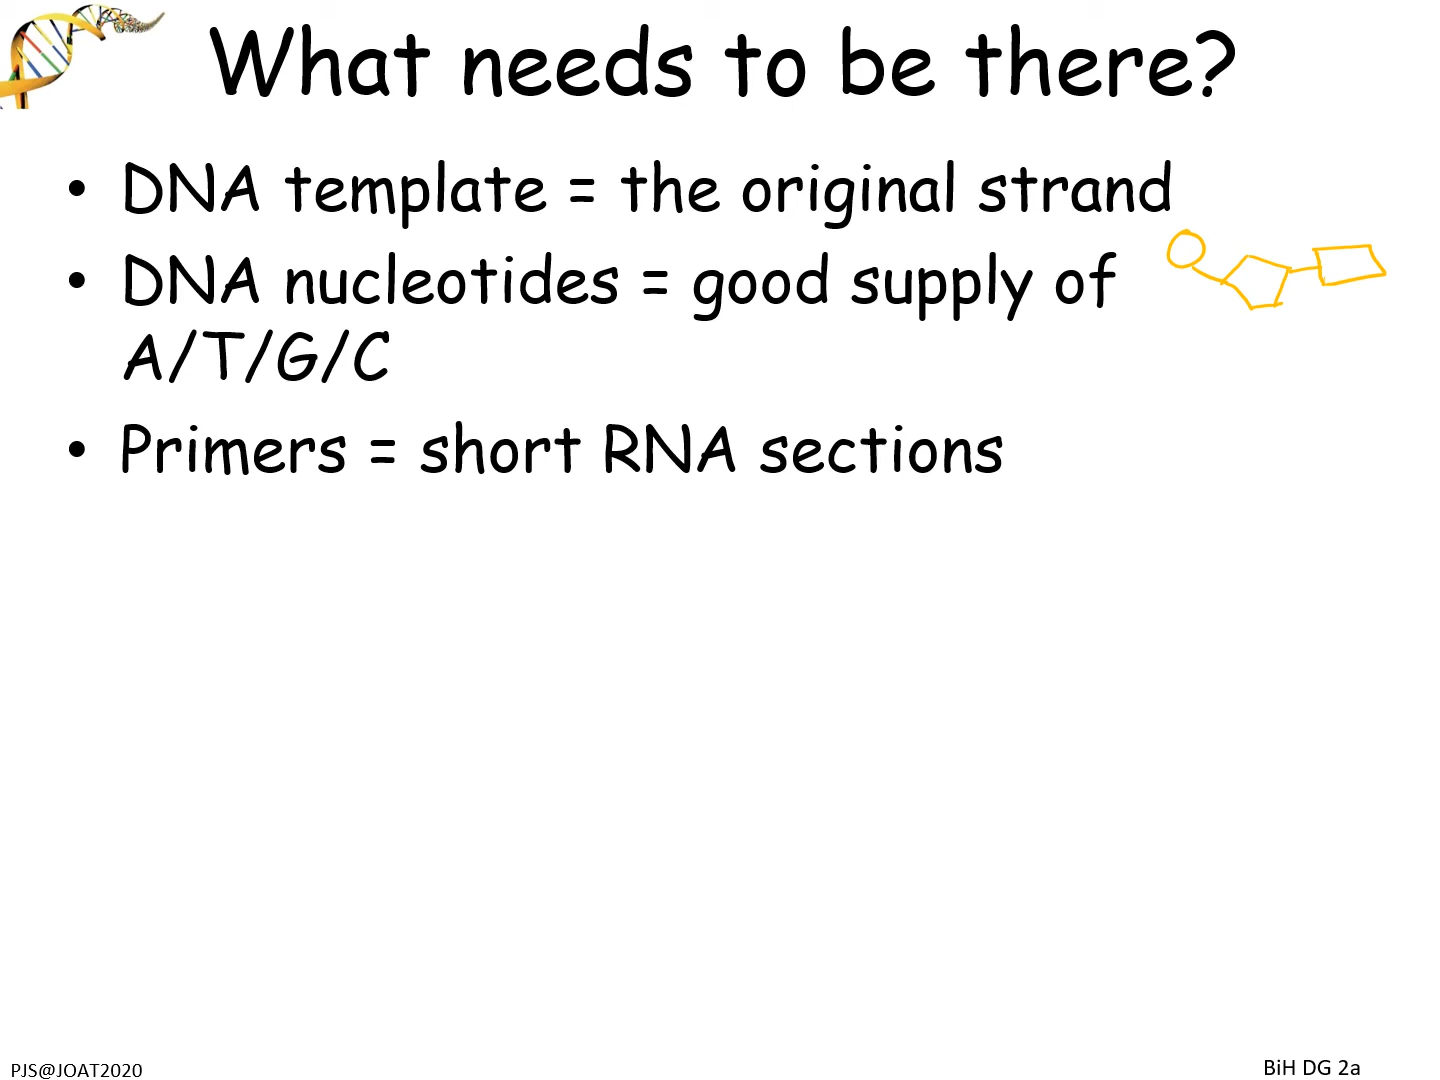 What needs to be there?
• DNA template = the original strand
• DNA nucleotides = good supply of
A/T/G/C
• Primers = short RNA sections
PJS@JOAT2020
BiH DG 2a